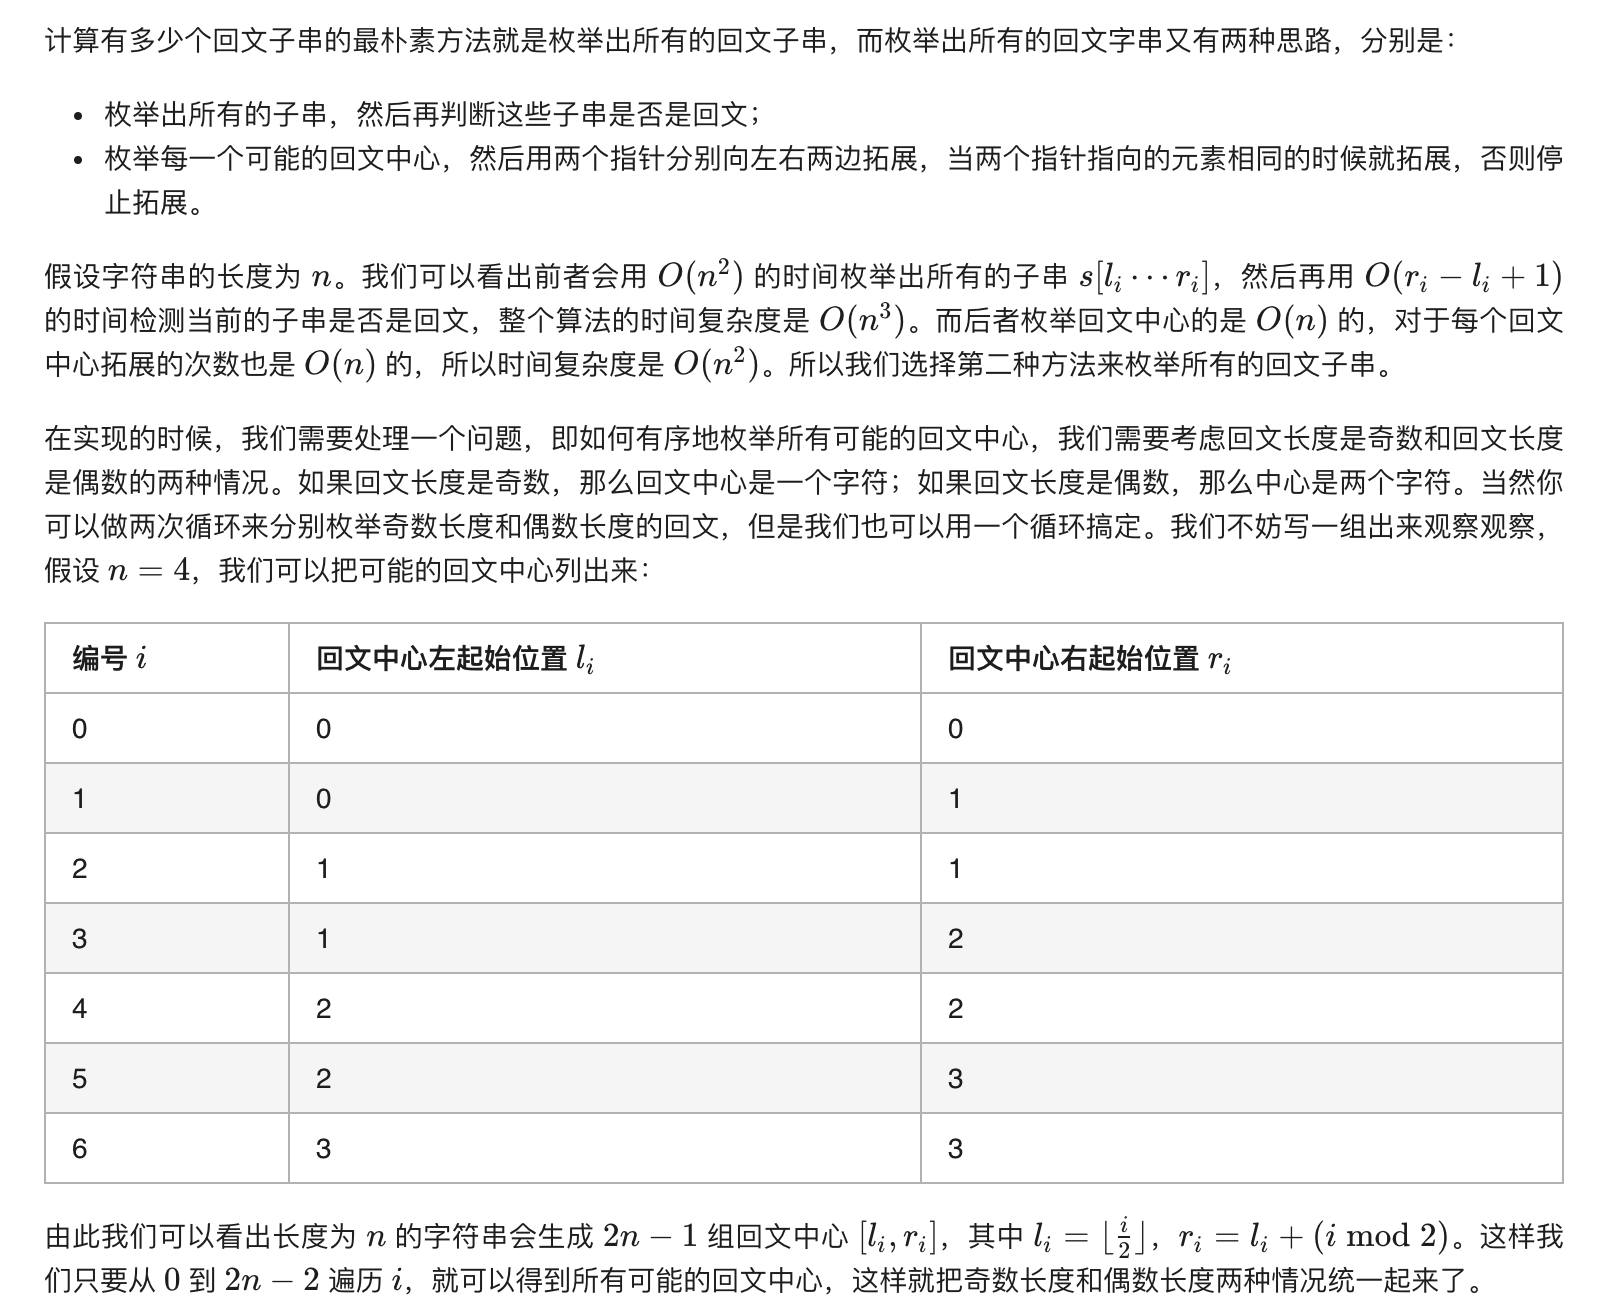 计算有多少个回文子串的最朴素方法就是枚举出所有的回文子串，而枚举出所有的回文字串又有两种思路，分别是：
• 枚举出所有的子串，然后再判断这些子串是否是回文；
• 枚举每一个可能的回文中心，然后用两个指针分别向左右两边拓展，当两个指针指向的元素相同的时候就拓展，否则停
止拓展。
假设字符串的长度为 n。我们可以看出前者会用 O(n²) 的时间枚举出所有的子串 s[lᵢ ⋯ rᵢ]，然后再用 O(rᵢ − lᵢ + 1)
的时间检测当前的子串是否是回文，整个算法的时间复杂度是 O(n³)。而后者枚举回文中心的是 O(n) 的，对于每个回文
中心拓展的次数也是 O(n) 的，所以时间复杂度是 O(n²)。所以我们选择第二种方法来枚举所有的回文子串。
在实现的时候，我们需要处理一个问题，即如何有序地枚举所有可能的回文中心，我们需要考虑回文长度是奇数和回文长度
是偶数的两种情况。如果回文长度是奇数，那么回文中心是一个字符；如果回文长度是偶数，那么中心是两个字符。当然你
可以做两次循环来分别枚举奇数长度和偶数长度的回文，但是我们也可以用一个循环搞定。我们不妨写一组出来观察观察，
假设 n = 4，我们可以把可能的回文中心列出来：
编号 i 回文中心左起始位置 lᵢ 回文中心右起始位置 rᵢ
0 0 0
1 0 1
2 1 1
3 1 2
4 2 2
5 2 3
6 3 3
由此我们可以看出长度为 n 的字符串会生成 2n − 1 组回文中心 [lᵢ, rᵢ]，其中 lᵢ = ⌊i/2⌋，rᵢ = lᵢ + (i mod 2)。这样我
们只要从 0 到 2n − 2 遍历 i，就可以得到所有可能的回文中心，这样就把奇数长度和偶数长度两种情况统一起来了。